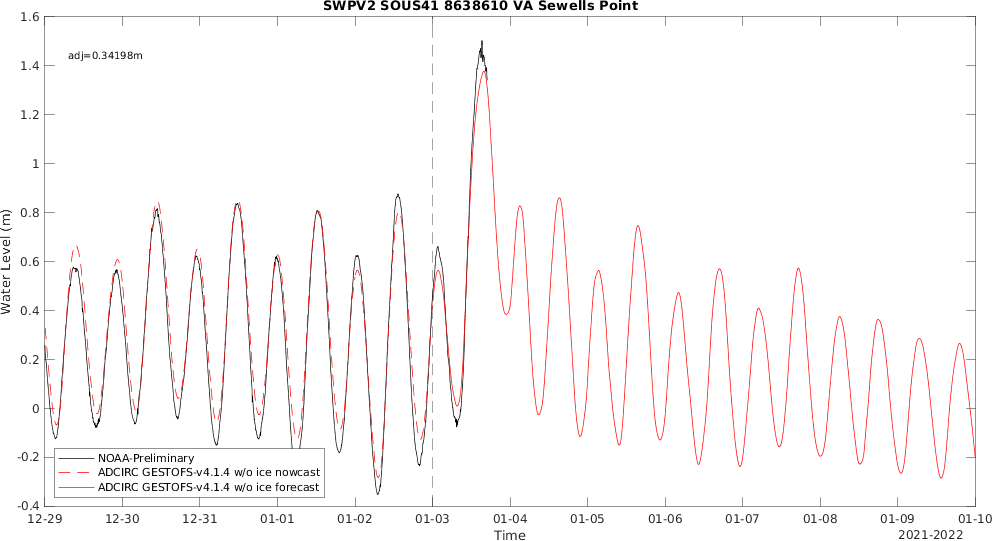 SWPV2 SOUS41 8638610 VA Sewells Point
adj=0.34198m
Water Level (m)
1.6
1.4
1.2
1
0.8
0.6
0.4
0.2
0
-0.2
-0.4
NOAA-Preliminary
ADCIRC GESTOFS-v4.1.4 w/o ice nowcast
ADCIRC GESTOFS-v4.1.4 w/o ice forecast
12-29 12-30 12-31 01-01 01-02 01-03 01-04 01-05 01-06 01-07 01-08 01-09 01-10
Time
2021-2022